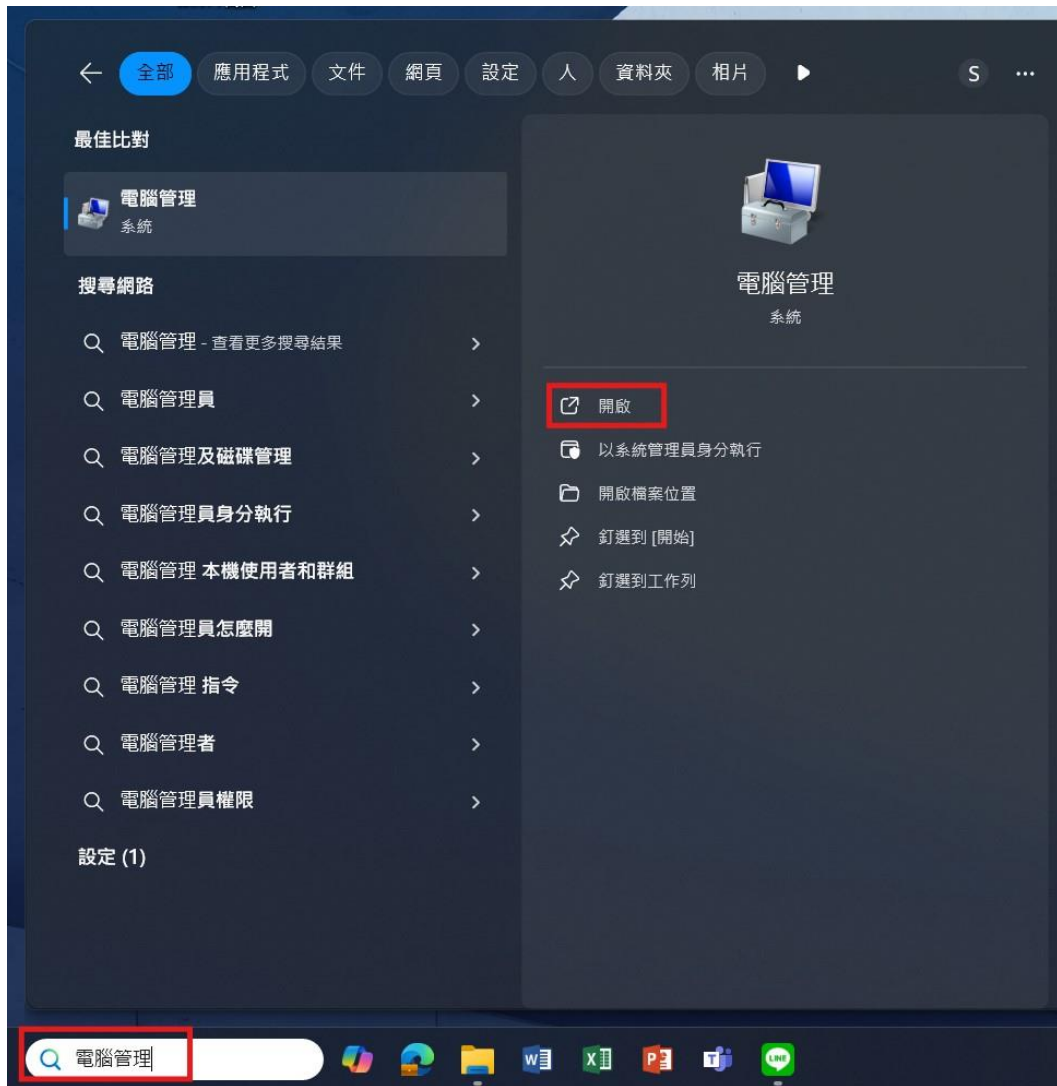 全部 應用程式 文件 網頁 設定 人 資料夾 相片 S
最佳比對
電腦管理
系統
搜尋網路
電腦管理 - 查看更多搜尋結果
電腦管理員
電腦管理及磁碟管理
電腦管理員身分執行
電腦管理 本機使用者和群組
電腦管理員怎麼開
電腦管理 指令
電腦管理者
電腦管理員權限
設定 (1)
電腦管理
系統
開啟
以系統管理員身分執行
開啟檔案位置
釘選到 [開始]
釘選到工作列
電腦管理
LINE